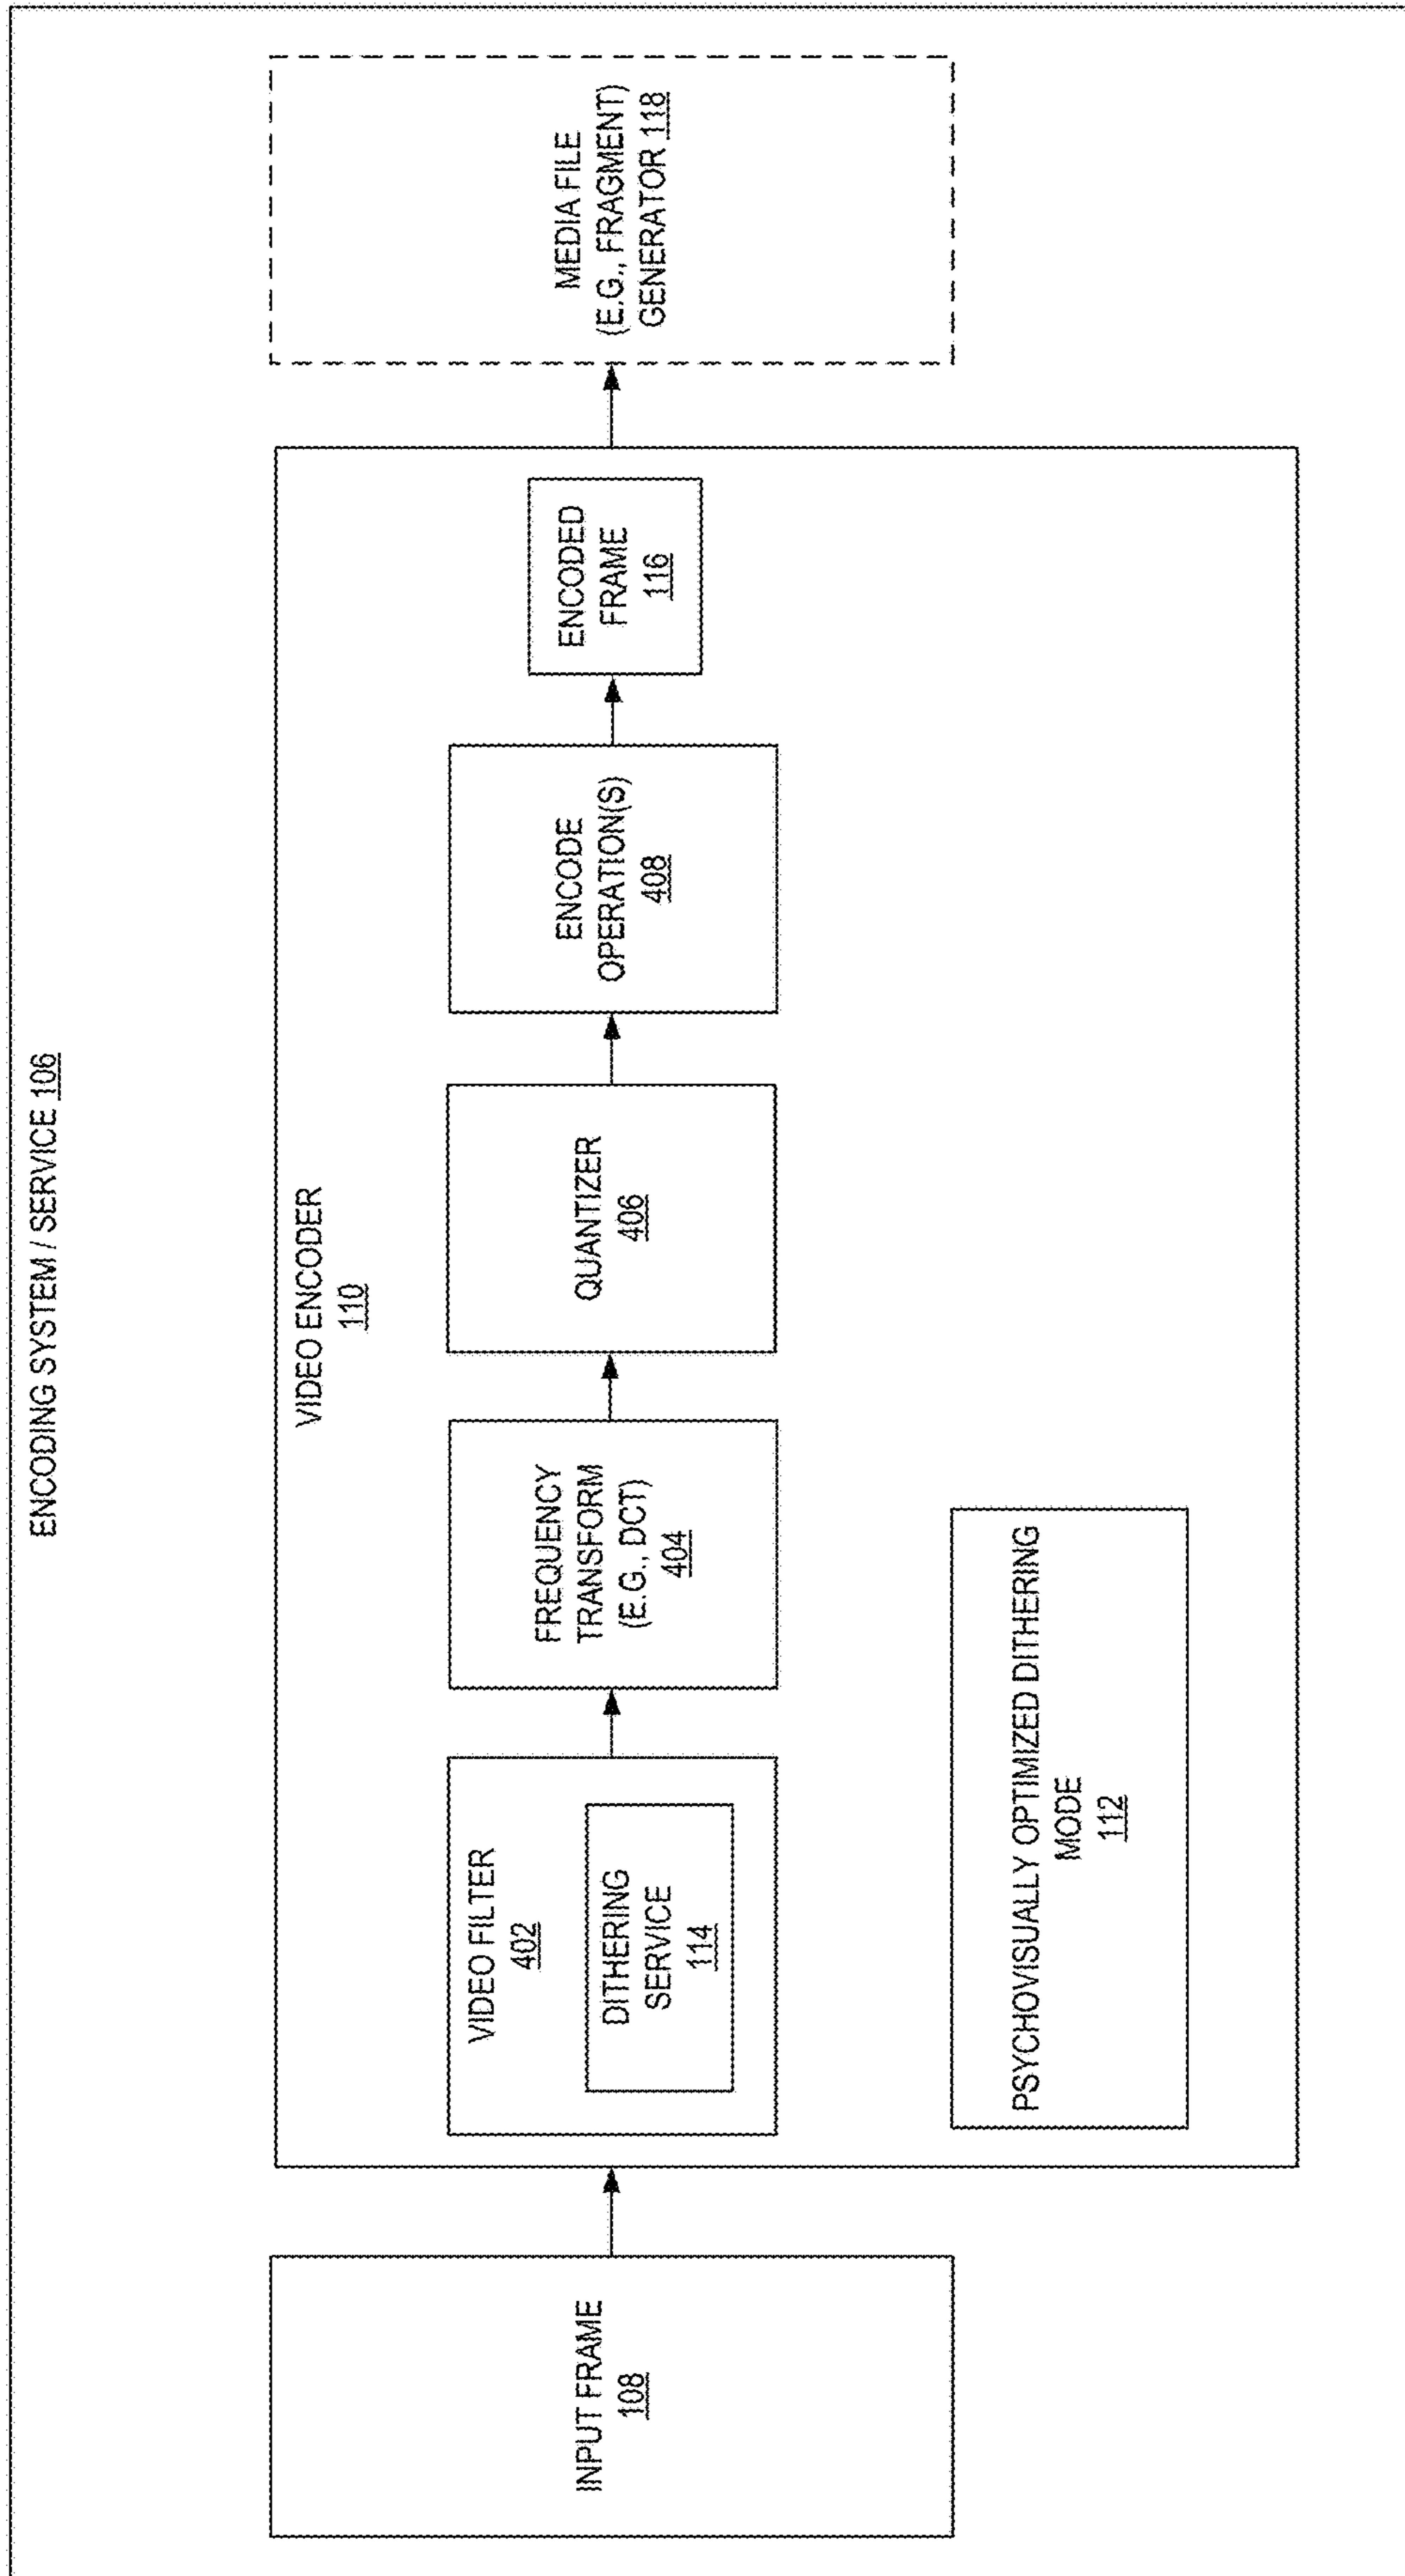 ENCODING SYSTEM / SERVICE 106
INPUT FRAME
108
VIDEO ENCODER
110
VIDEO FILTER
402
DITHERING
SERVICE
114
FREQUENCY
TRANSFORM
(E.G., DCT)
404
QUANTIZER
406
ENCODE
OPERATION(S)
408
ENCODED
FRAME
116
PSYCHOVISUALLY OPTIMIZED DITHERING
MODE
112
MEDIA FILE
(E.G., FRAGMENT)
GENERATOR 118